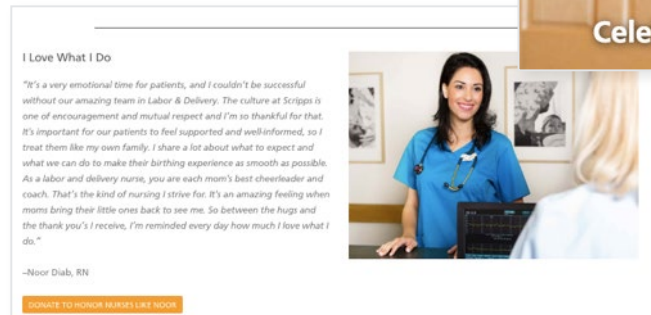 Cele
I Love What I Do
"It's a very emotional time for patients, and I couldn't be successful
without our amazing team in Labor & Delivery. The culture at Scripps is
one of encouragement and mutual respect and I'm so thankful for that.
It's important for our patients to feel supported and well-informed, so I
treat them like my own family. I share a lot about what to expect and
what we can do to make their birthing experience as smooth as possible.
As a labor and delivery nurse, you are each mom's best cheerleader and
coach. That's the kind of nursing I strive for. It's an amazing feeling when
moms bring their little ones back to see me. So between the hugs and
the thank you's I receive, I'm reminded every day how much I love what I
do."
–Noor Diab, RN
DONATE TO HONOR NURSES LIKE NOOR